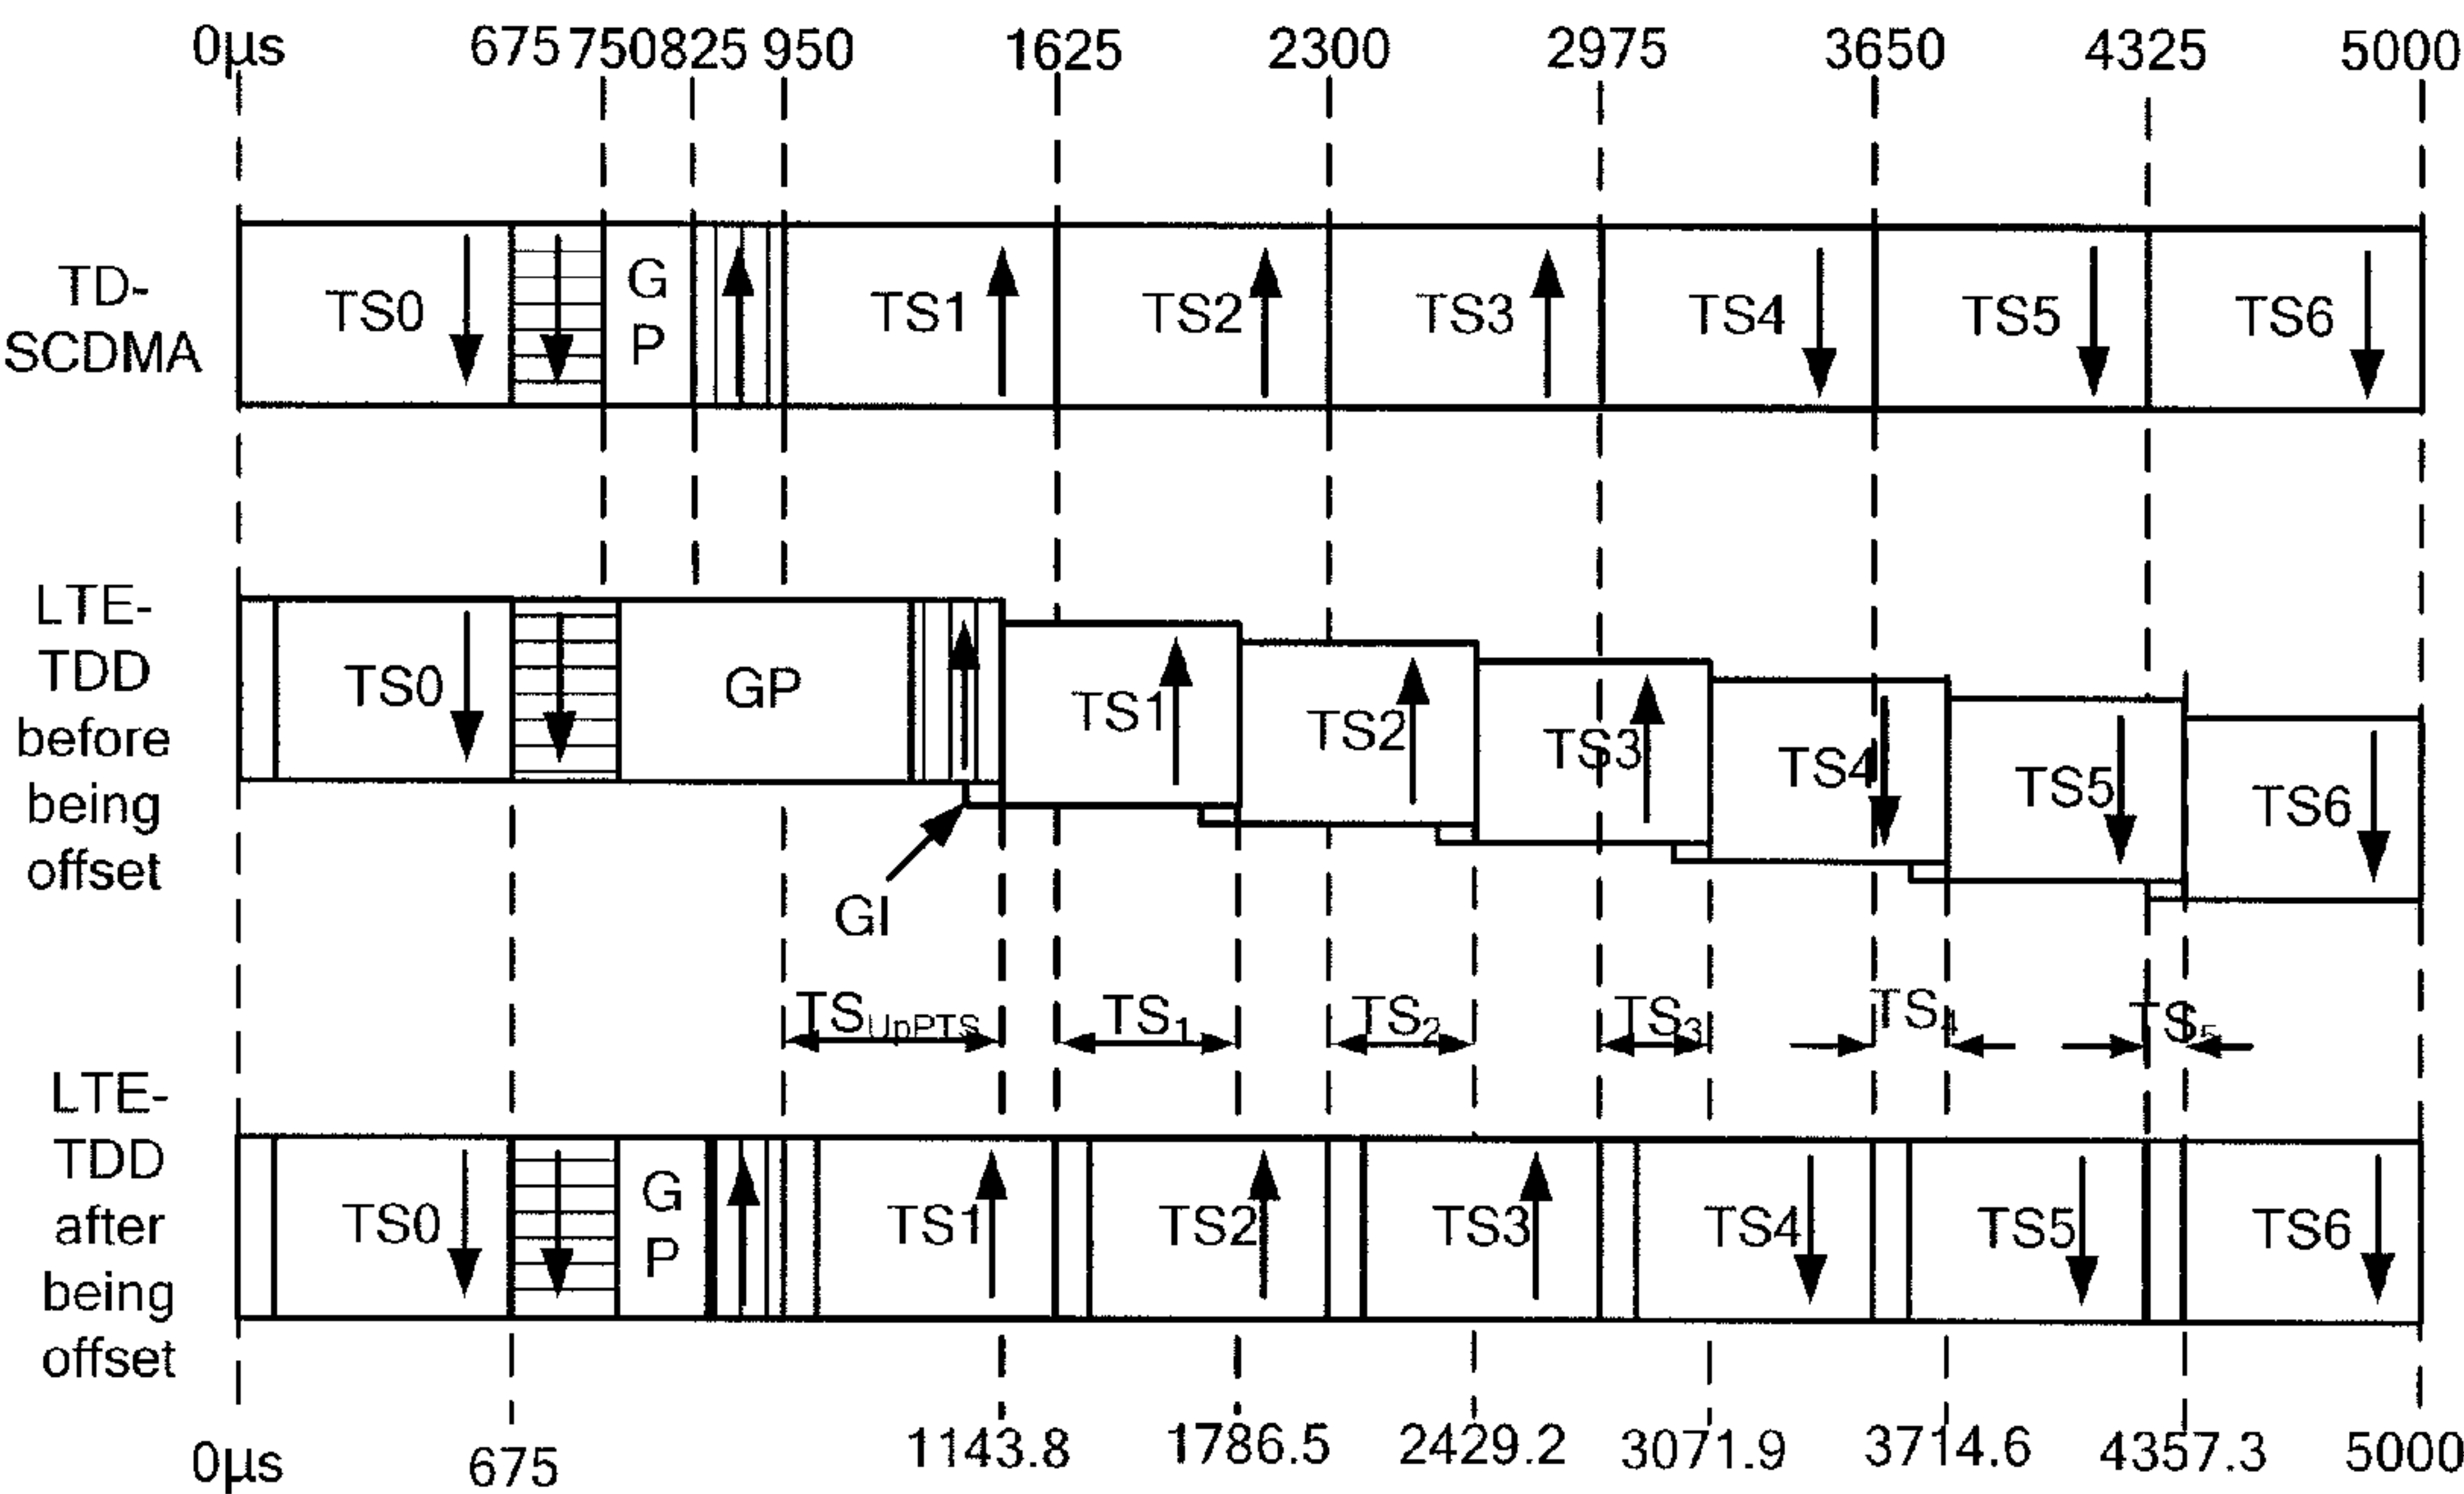 0μs 675 750 825 950 1625 2300 2975 3650 4325 5000
TD-
SCDMA
TS0
G
P
TS1 TS2 TS3 TS4 TS5 TS6
LTE-
TDD
before
being
offset
TS0
GP
TS1
TS2
TS3
TS4
TS5
TS6
GI
TS UpPTS
TS1
TS2
TS3
TS4
TS5
LTE-
TDD
after
being
offset
TS0
G
P
TS1 TS2 TS3 TS4 TS5 TS6
0μs 675 1143.8 1786.5 2429.2 3071.9 3714.6 4357.3 5000